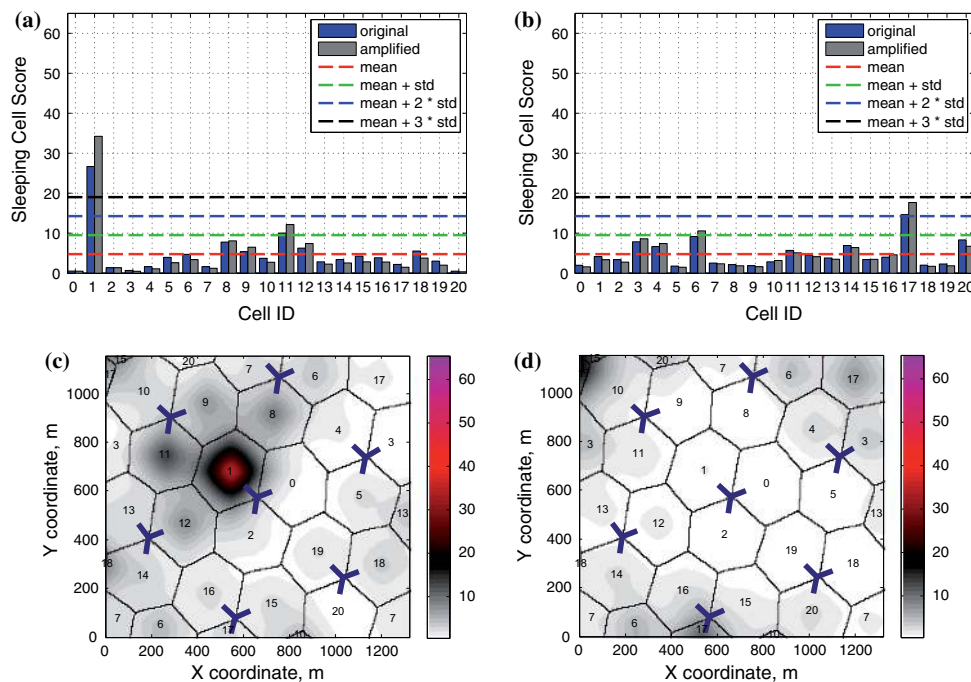 (a)
60
50
40
30
20
10
0
Sleeping Cell Score
original
amplified
mean
mean + std
mean + 2 * std
mean + 3 * std
0 1 2 3 4 5 6 7 8 9 10 11 12 13 14 15 16 17 18 19 20
Cell ID
(b)
60
50
40
30
20
10
0
Sleeping Cell Score
original
amplified
mean
mean + std
mean + 2 * std
mean + 3 * std
0 1 2 3 4 5 6 7 8 9 10 11 12 13 14 15 16 17 18 19 20
Cell ID
(c)
1000
800
600
400
200
0
Y coordinate, m
15 20 7 6 17
17 10 9 8
3 11 1 4 3
0 5
13 12 2 13
18 14 16 19 18
15 20
7 6 17 7
0 200 400 600 800 1000 1200
X coordinate, m
60
50
40
30
20
10
(d)
1000
800
600
400
200
0
Y coordinate, m
15 20 7 6 17
17 10 9 8
3 11 1 4 3
0 5
13 12 2 13
18 14 16 19 18
15 20
7 6 17 7
0 200 400 600 800 1000 1200
X coordinate, m
60
50
40
30
20
10